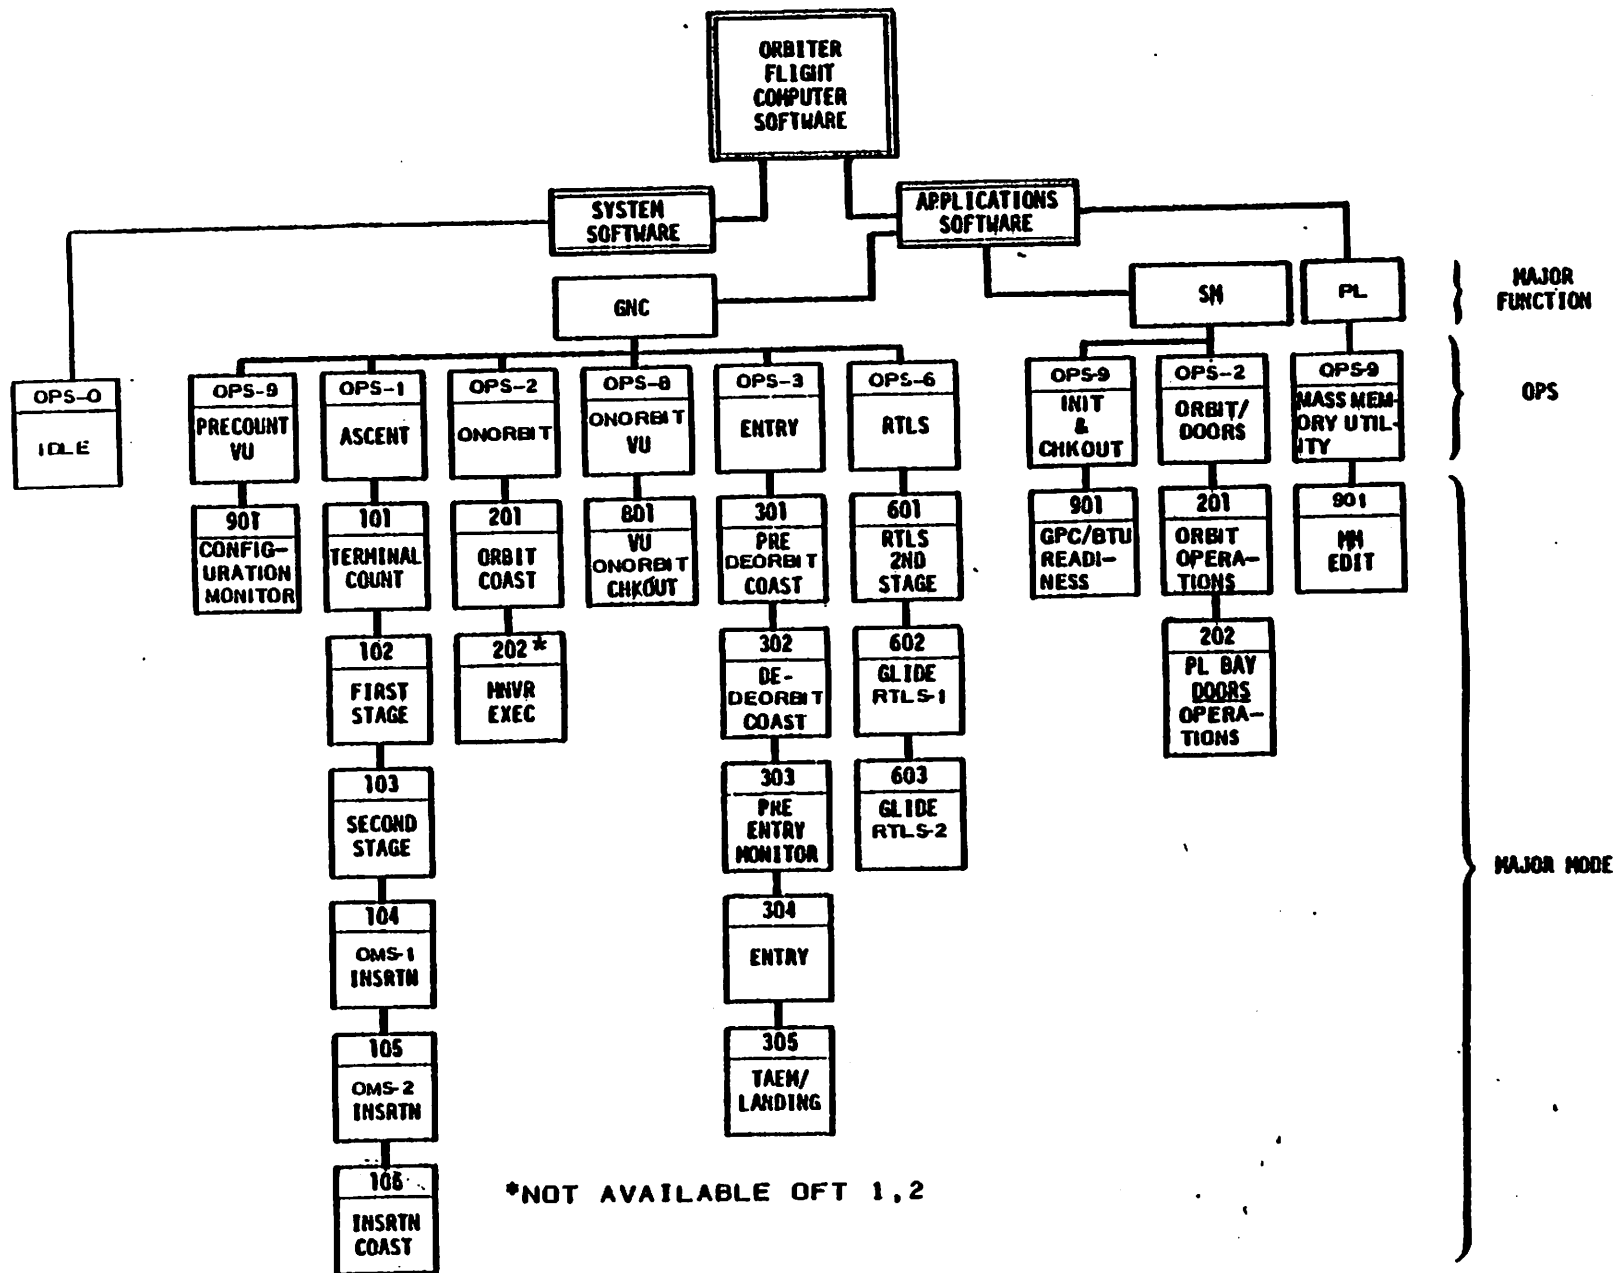 ORBITER
FLIGHT
COMPUTER
SOFTWARE
SYSTEM
SOFTWARE
APPLICATIONS
SOFTWARE
GNC
SM
PL
MAJOR
FUNCTION
OPS-0
IDLE
OPS-9
PRECOUNT
VU
OPS-1
ASCENT
OPS-2
ONORBIT
OPS-8
ONORBIT
VU
OPS-3
ENTRY
OPS-6
RTLS
OPS-9
INIT
&
CHKOUT
OPS-2
ORBIT/
DOORS
OPS-9
MASS MEM-
ORY UTIL-
ITY
OPS
901
CONFIG-
URATION
MONITOR
101
TERMINAL
COUNT
201
ORBIT
COAST
801
VU
ONORBIT
CHKOUT
301
PRE
DEORBIT
COAST
601
RTLS
2ND
STAGE
901
GPC/BTU
READI-
NESS
201
ORBIT
OPERA-
TIONS
901
MM
EDIT
102
FIRST
STAGE
202*
MNVR
EXEC
302
DE-
DEORBIT
COAST
602
GLIDE
RTLS-1
202
PL BAY
DOORS
OPERA-
TIONS
103
SECOND
STAGE
303
PRE
ENTRY
MONITOR
603
GLIDE
RTLS-2
MAJOR MODE
104
OMS-1
INSRTN
304
ENTRY
105
OMS-2
INSRTN
305
TAEM/
LANDING
106
INSRTN
COAST
*NOT AVAILABLE OFT 1,2